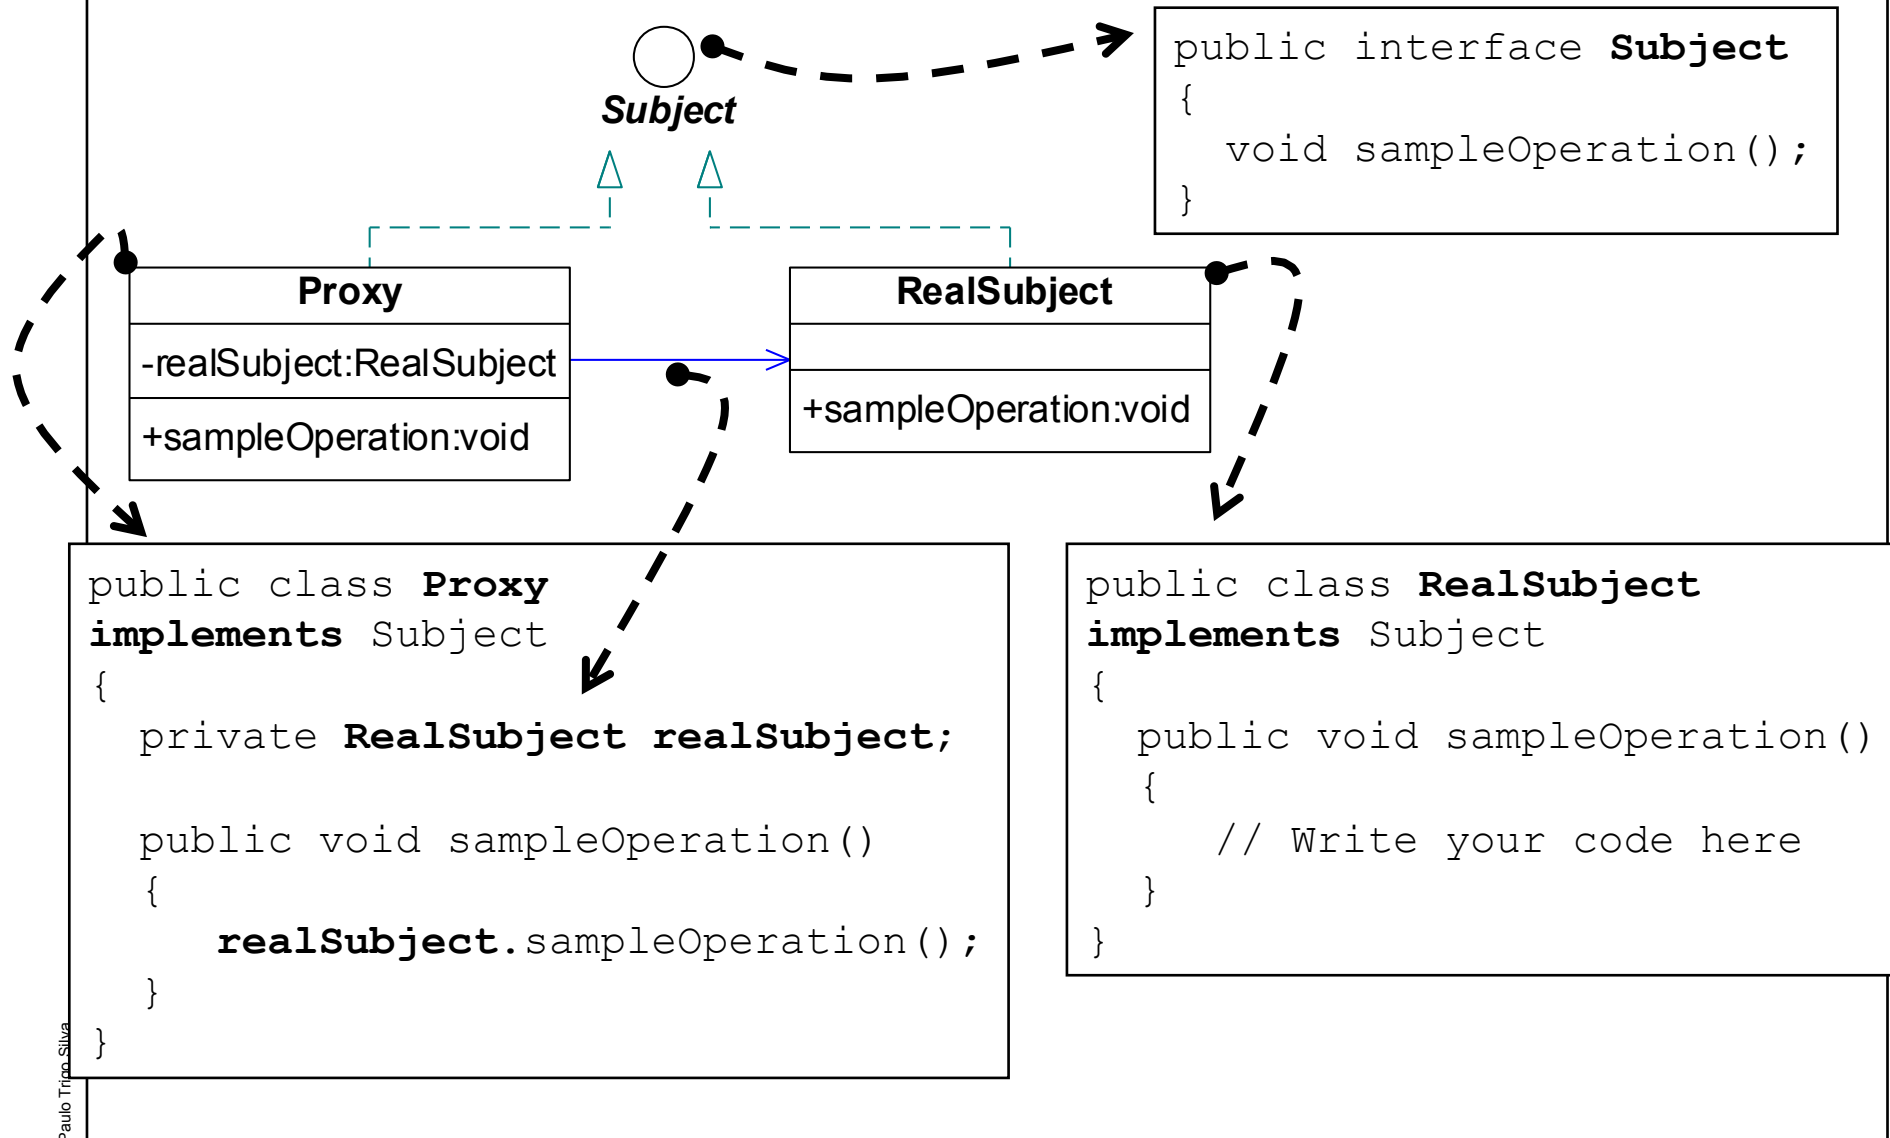 Subject
public interface Subject
{
void sampleOperation();
}
Proxy
-realSubject:RealSubject
+sampleOperation:void
RealSubject
+sampleOperation:void
public class Proxy
implements Subject
{
private RealSubject realSubject;
public void sampleOperation()
{
realSubject.sampleOperation();
}
}
public class RealSubject
implements Subject
{
public void sampleOperation()
{
// Write your code here
}
}
Paulo Trigo Silva